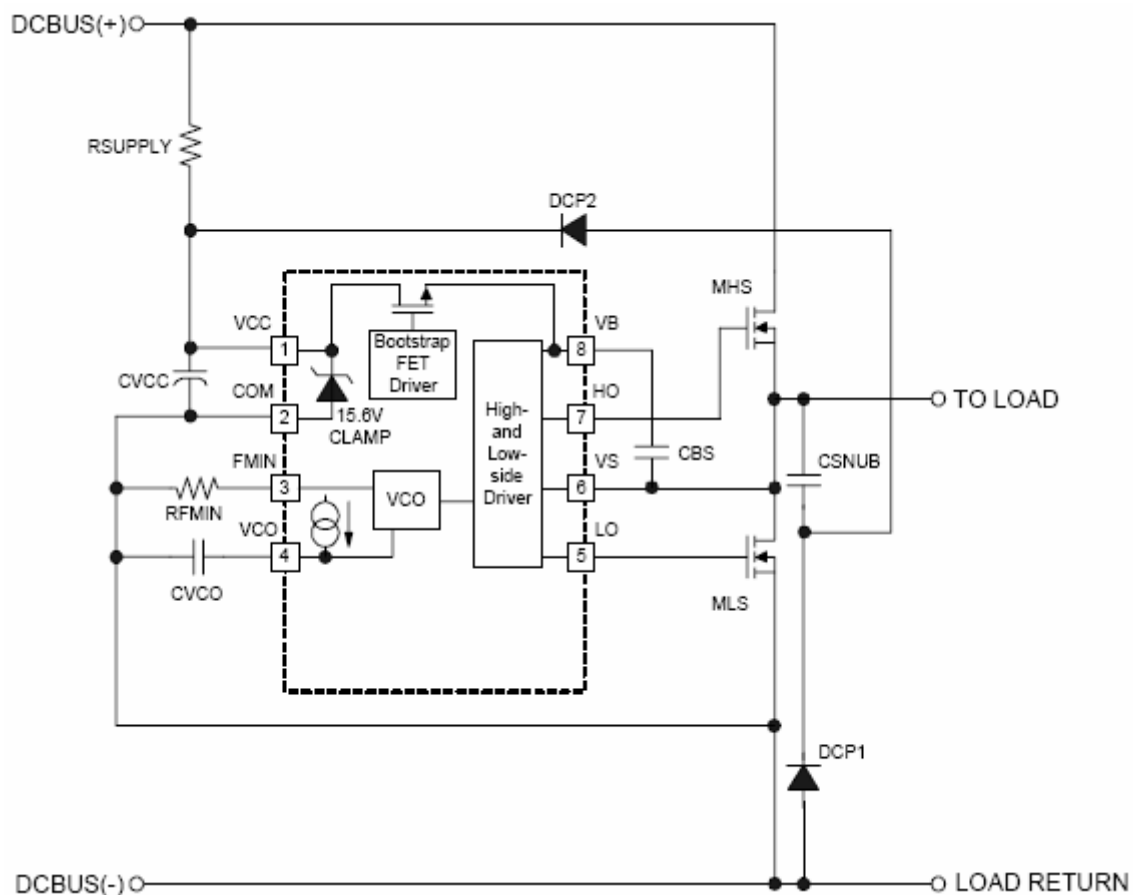 DCBUS(+)
RSUPPLY
DCP2
MHS
VCC
1
Bootstrap
FET
Driver
VB
8
CVCC
COM
2
15.6V
CLAMP
High-
and
Low-
side
Driver
HO
7
TO LOAD
CBS
CSNUB
FMIN
3
RFMIN
VCO
VS
6
VCO
4
CVCO
LO
5
MLS
DCP1
DCBUS(-)
LOAD RETURN